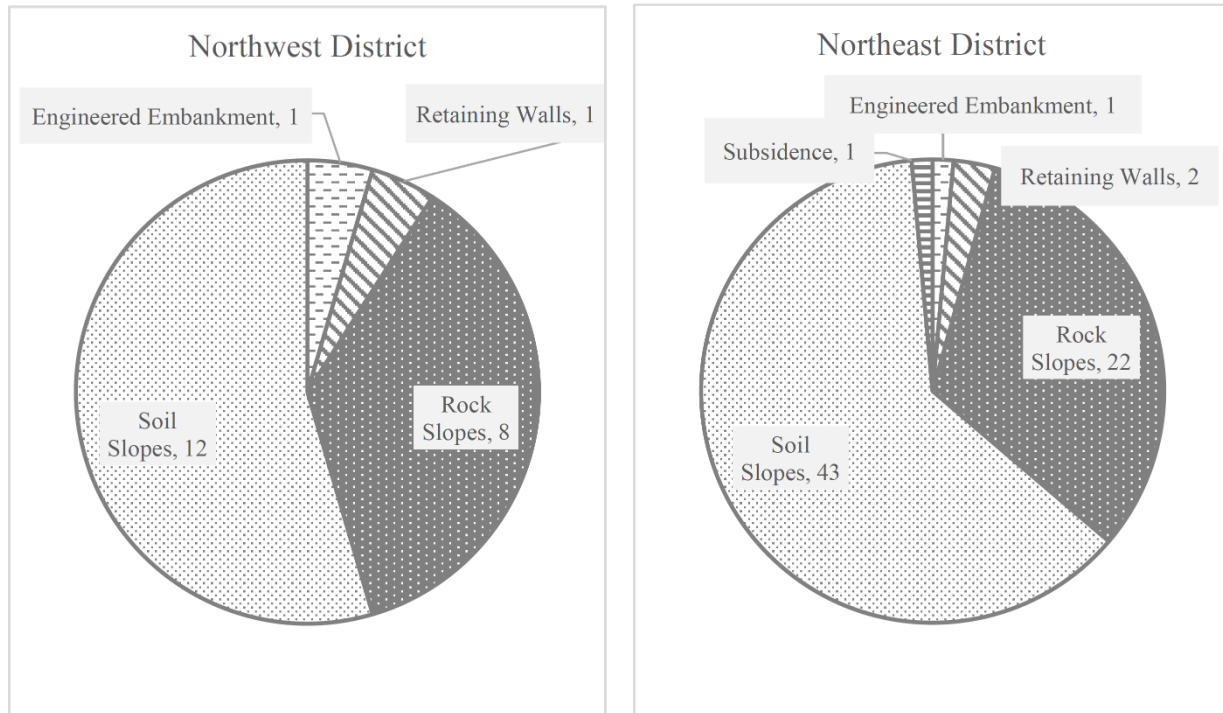 Northwest District
Engineered Embankment, 1
Retaining Walls, 1
Rock
Slopes, 8
Soil
Slopes, 12
Northeast District
Engineered Embankment, 1
Subsidence, 1
Retaining Walls, 2
Rock
Slopes, 22
Soil
Slopes, 43